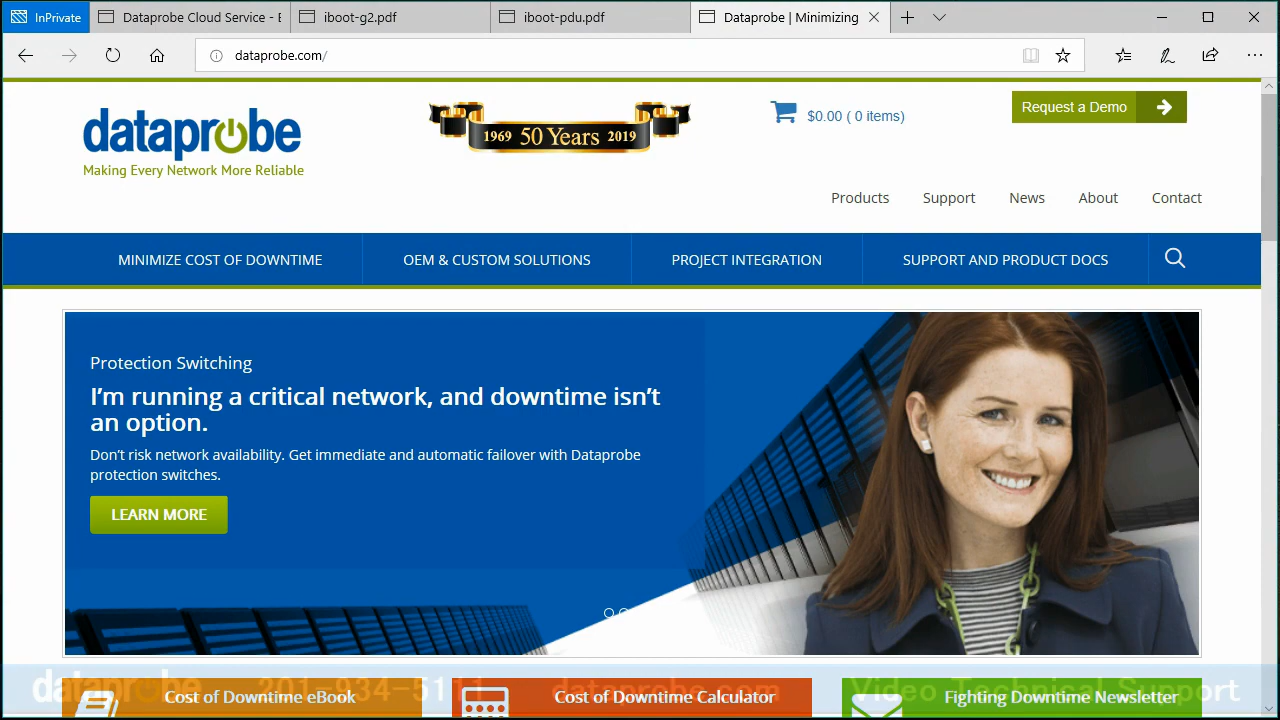 InPrivate
Dataprobe Cloud Service - E
iboot-g2.pdf
iboot-pdu.pdf
Dataprobe | Minimizing
dataprobe.com/
dataprobe
Making Every Network More Reliable
1969 50 Years 2019
$0.00 ( 0 items)
Request a Demo
Products Support News About Contact
MINIMIZE COST OF DOWNTIME OEM & CUSTOM SOLUTIONS PROJECT INTEGRATION SUPPORT AND PRODUCT DOCS
Protection Switching
I’m running a critical network, and downtime isn’t
an option.
Don’t risk network availability. Get immediate and automatic failover with Dataprobe
protection switches.
LEARN MORE
dataprobe 201-934-5111 dataprobe.com Video Technical Support
Cost of Downtime eBook Cost of Downtime Calculator Fighting Downtime Newsletter